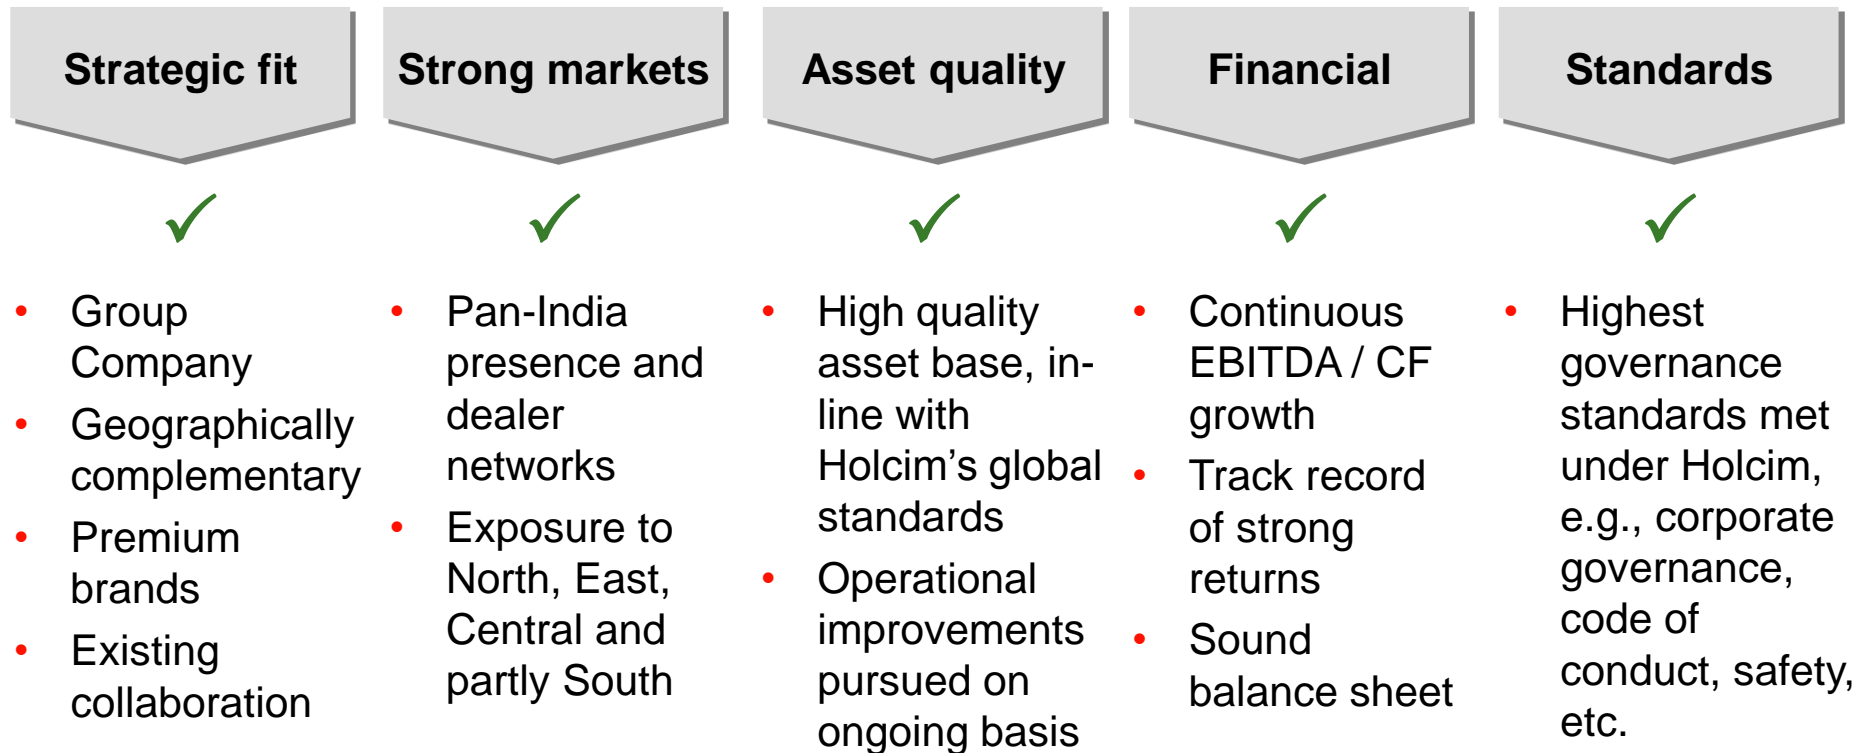 Strategic fit
Strong markets
Asset quality
Financial
Standards
• Group
Company
• Geographically
complementary
• Premium
brands
• Existing
collaboration
• Pan-India
presence and
dealer
networks
• Exposure to
North, East,
Central and
partly South
• High quality
asset base, in-
line with
Holcim’s global
standards
• Operational
improvements
pursued on
ongoing basis
• Continuous
EBITDA / CF
growth
• Track record
of strong
returns
• Sound
balance sheet
• Highest
governance
standards met
under Holcim,
e.g., corporate
governance,
code of
conduct, safety,
etc.